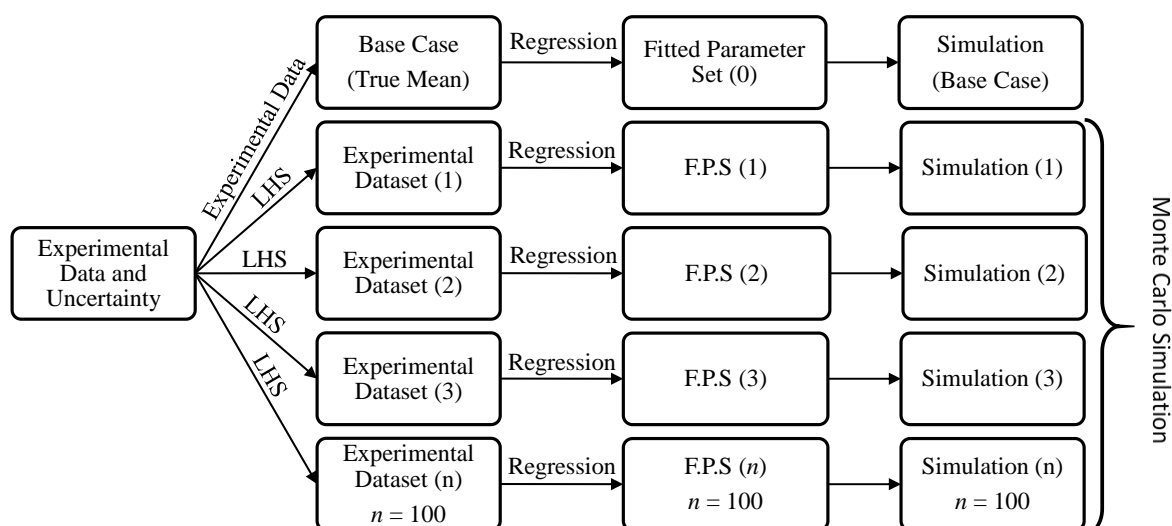 Base Case
(True Mean)
Regression
Fitted Parameter
Set (0)
Simulation
(Base Case)
Experimental Data
Experimental
Dataset (1)
Regression
F.P.S (1)
Simulation (1)
LHS
Experimental
Data and
Uncertainty
LHS
Experimental
Dataset (2)
Regression
F.P.S (2)
Simulation (2)
LHS
Experimental
Dataset (3)
Regression
F.P.S (3)
Simulation (3)
LHS
Experimental
Dataset (n)
n = 100
Regression
F.P.S (n)
n = 100
Simulation (n)
n = 100
Monte Carlo Simulation